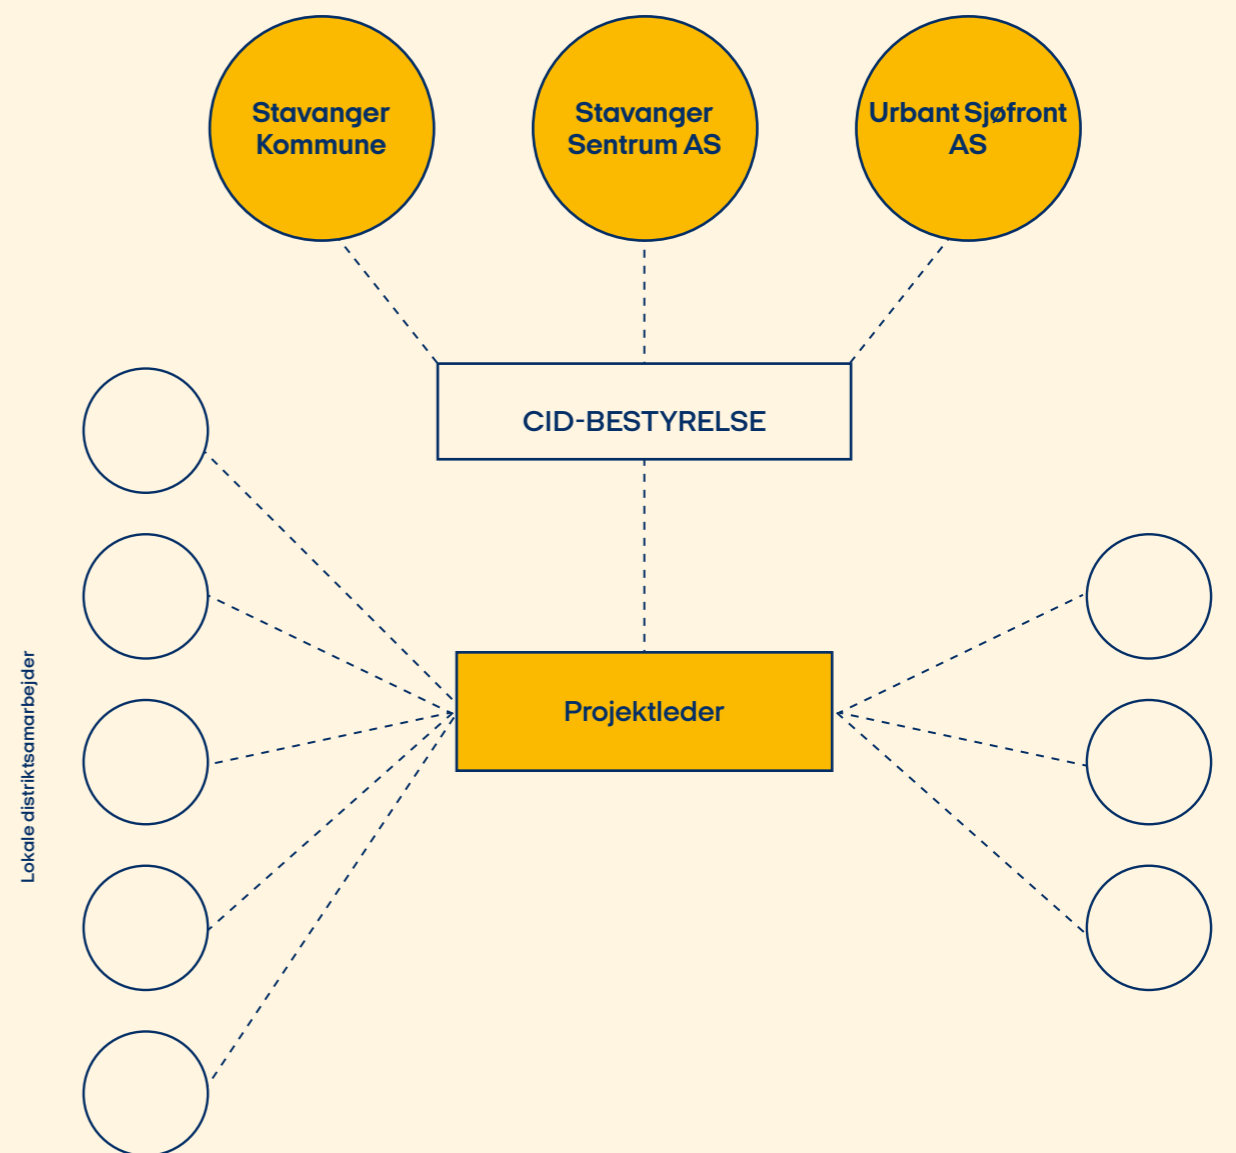 Stavanger
Kommune
Stavanger
Sentrum AS
Urbant Sjøfront
AS
CID-BESTYRELSE
Projektleder
Lokale distriktsamarbejder